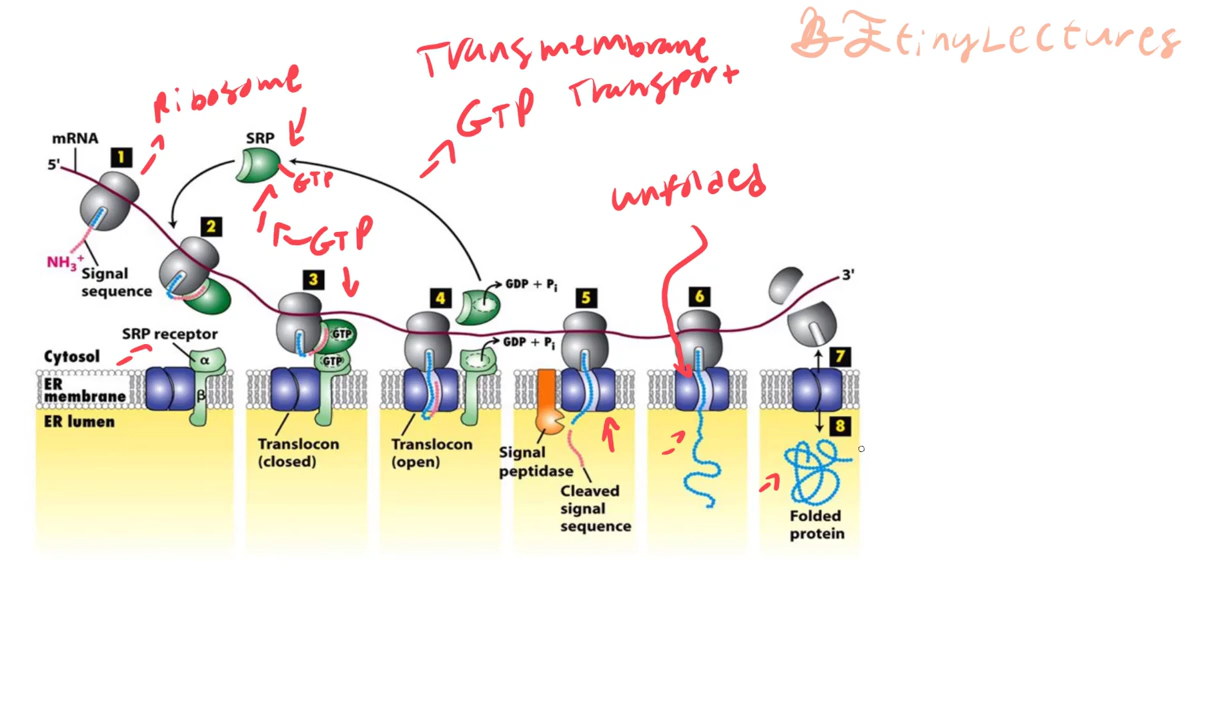 tinyLectures
Transmembrane
Transport
GTP
Ribosome
mRNA
5'
1
SRP
GTP
unfolded
2
GTP
NH3+
Signal
sequence
3
4
GDP + Pi
5
6
3'
SRP receptor
α
GTP
GTP
GDP + Pi
7
Cytosol
ER
membrane
β
ER lumen
8
Translocon
(closed)
Translocon
(open)
Signal
peptidase
Cleaved
signal
sequence
Folded
protein